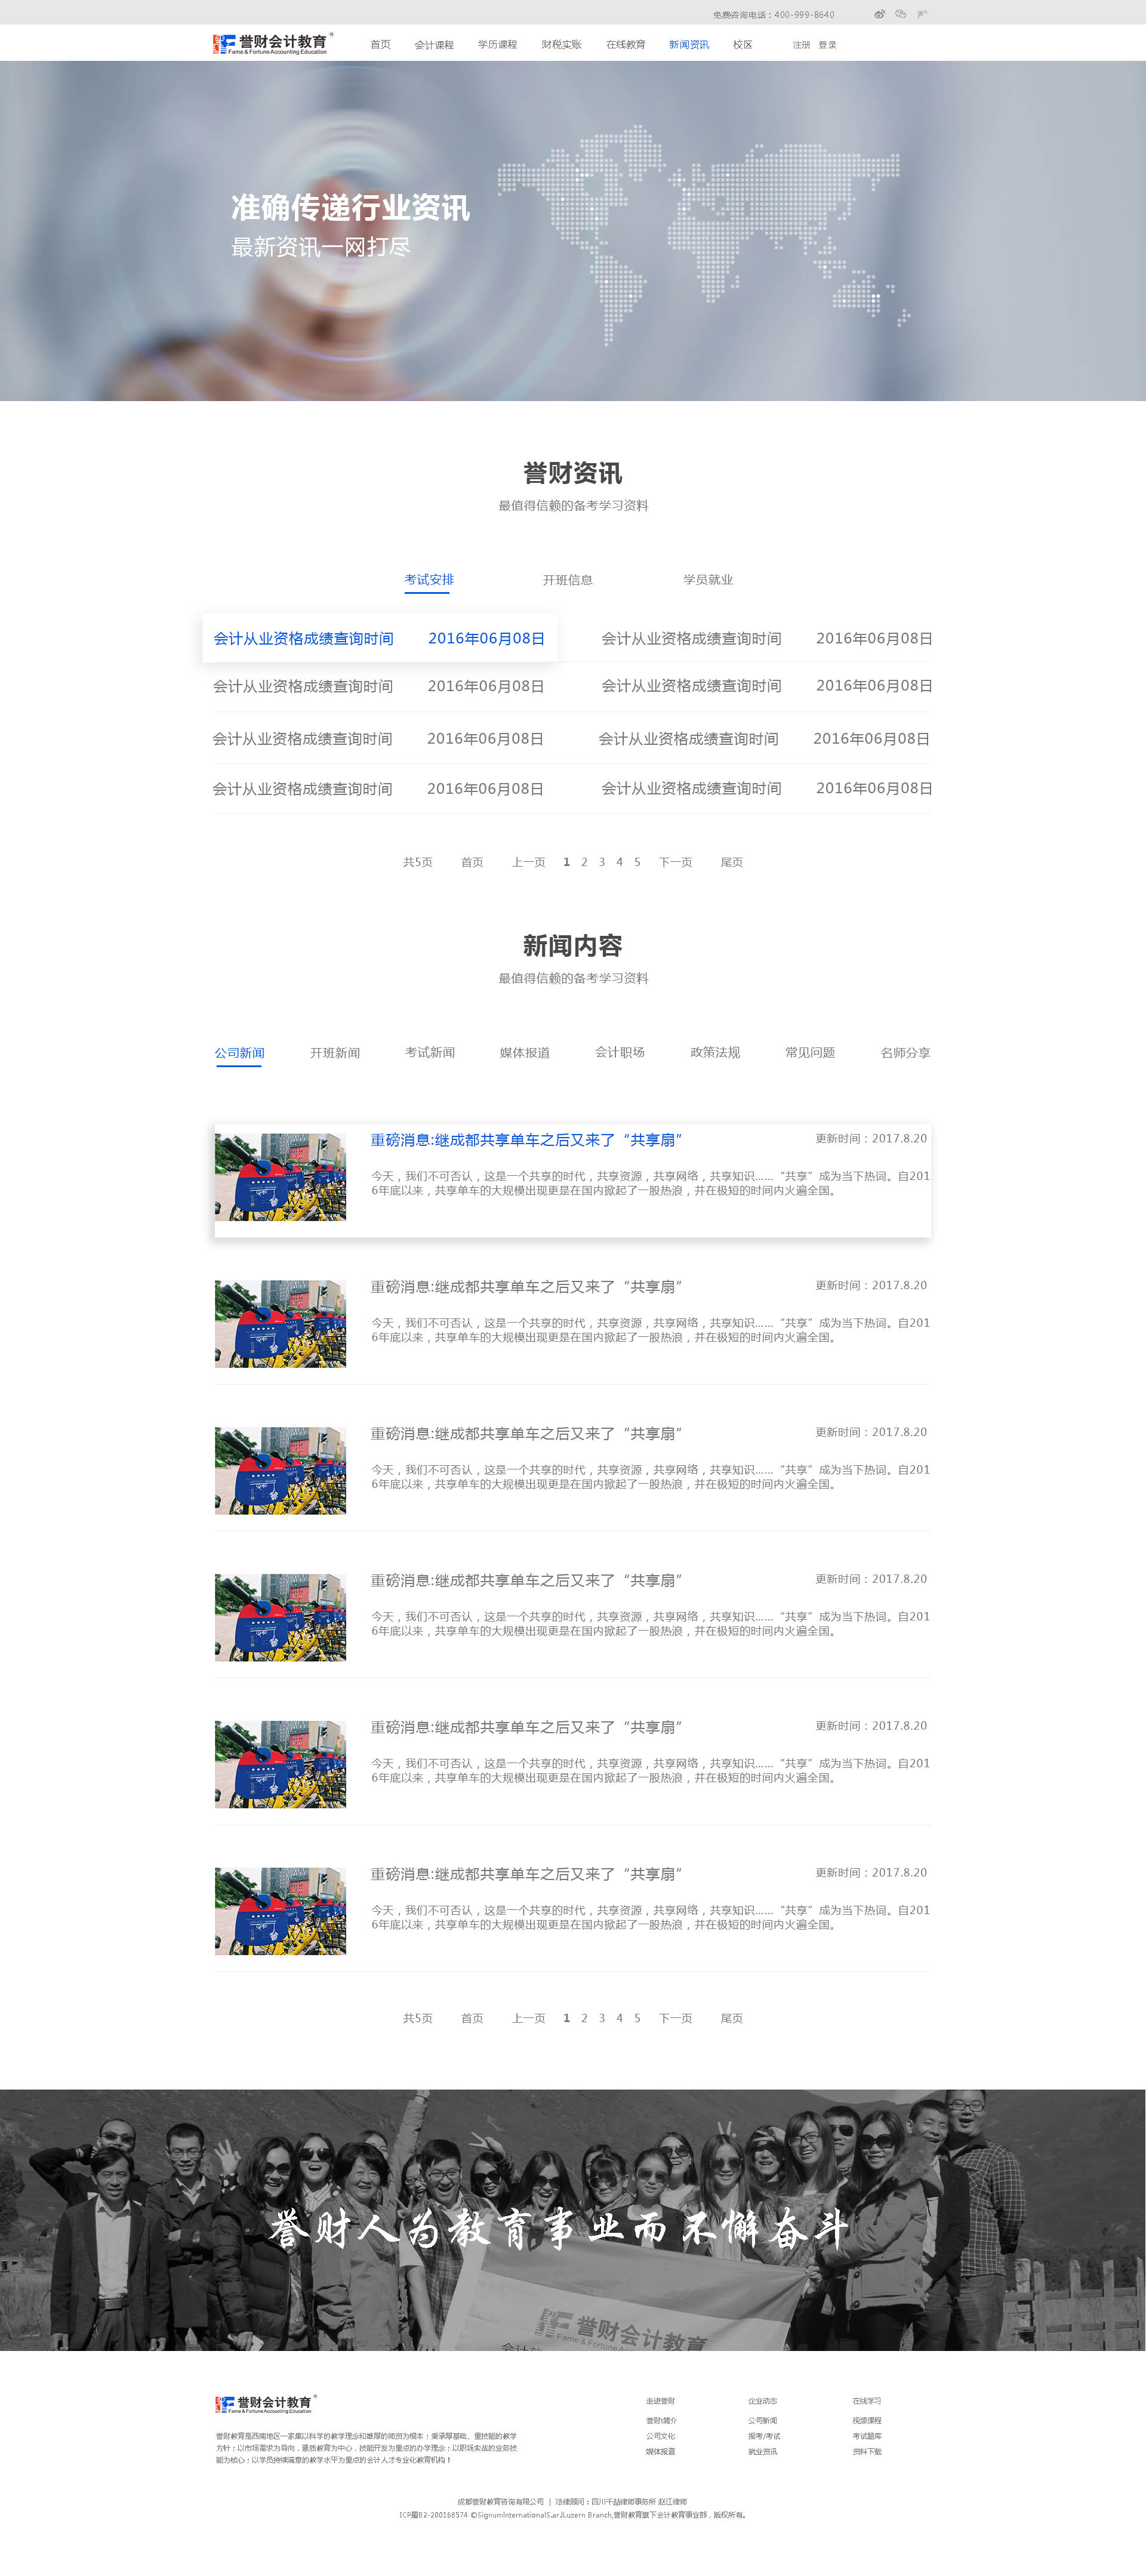 免费咨询电话：400-999-8640
誉财会计教育®
Fame & Fortune Accounting Education
首页 会计课程 学历课程 财税实账 在线教育 新闻资讯 校区 注册 登录
准确传递行业资讯
最新资讯一网打尽
誉财资讯
最值得信赖的备考学习资料
考试安排 开班信息 学员就业
会计从业资格成绩查询时间 2016年06月08日 会计从业资格成绩查询时间 2016年06月08日
会计从业资格成绩查询时间 2016年06月08日 会计从业资格成绩查询时间 2016年06月08日
会计从业资格成绩查询时间 2016年06月08日 会计从业资格成绩查询时间 2016年06月08日
会计从业资格成绩查询时间 2016年06月08日 会计从业资格成绩查询时间 2016年06月08日
共5页 首页 上一页 1 2 3 4 5 下一页 尾页
新闻内容
最值得信赖的备考学习资料
公司新闻 开班新闻 考试新闻 媒体报道 会计职场 政策法规 常见问题 名师分享
重磅消息:继成都共享单车之后又来了“共享扇” 更新时间：2017.8.20
今天，我们不可否认，这是一个共享的时代，共享资源，共享网络，共享知识……“共享”成为当下热词。自201
6年底以来，共享单车的大规模出现更是在国内掀起了一股热浪，并在极短的时间内火遍全国。
重磅消息:继成都共享单车之后又来了“共享扇” 更新时间：2017.8.20
今天，我们不可否认，这是一个共享的时代，共享资源，共享网络，共享知识……“共享”成为当下热词。自201
6年底以来，共享单车的大规模出现更是在国内掀起了一股热浪，并在极短的时间内火遍全国。
重磅消息:继成都共享单车之后又来了“共享扇” 更新时间：2017.8.20
今天，我们不可否认，这是一个共享的时代，共享资源，共享网络，共享知识……“共享”成为当下热词。自201
6年底以来，共享单车的大规模出现更是在国内掀起了一股热浪，并在极短的时间内火遍全国。
重磅消息:继成都共享单车之后又来了“共享扇” 更新时间：2017.8.20
今天，我们不可否认，这是一个共享的时代，共享资源，共享网络，共享知识……“共享”成为当下热词。自201
6年底以来，共享单车的大规模出现更是在国内掀起了一股热浪，并在极短的时间内火遍全国。
重磅消息:继成都共享单车之后又来了“共享扇” 更新时间：2017.8.20
今天，我们不可否认，这是一个共享的时代，共享资源，共享网络，共享知识……“共享”成为当下热词。自201
6年底以来，共享单车的大规模出现更是在国内掀起了一股热浪，并在极短的时间内火遍全国。
重磅消息:继成都共享单车之后又来了“共享扇” 更新时间：2017.8.20
今天，我们不可否认，这是一个共享的时代，共享资源，共享网络，共享知识……“共享”成为当下热词。自201
6年底以来，共享单车的大规模出现更是在国内掀起了一股热浪，并在极短的时间内火遍全国。
共5页 首页 上一页 1 2 3 4 5 下一页 尾页
誉财人为教育事业而不懈奋斗
誉财会计教育
Fame & Fortune Accounting Education
誉财会计教育®
Fame & Fortune Accounting Education
走进誉财 企业动态 在线学习
誉财简介 公司新闻 视频课程
公司文化 报考/考试 考试题库
媒体报道 就业资讯 资料下载
誉财教育是西南地区一家集以科学的教学理念和雄厚的师资为根本；秉承厚基础、重技能的教学
方针；以市场需求为导向，素质教育为中心，技能开发为重点的办学理念；以职场实战的业务技
能为核心；以学员持续满意的教学水平为重点的会计人才专业化教育机构！
成都誉财教育咨询有限公司 | 法律顾问：四川千喆律师事务所 赵江律师
ICP蜀B2-200168574 ©SignumInternationalS.ar.lLuzern Branch,誉财教育旗下会计教育事业部，版权所有。